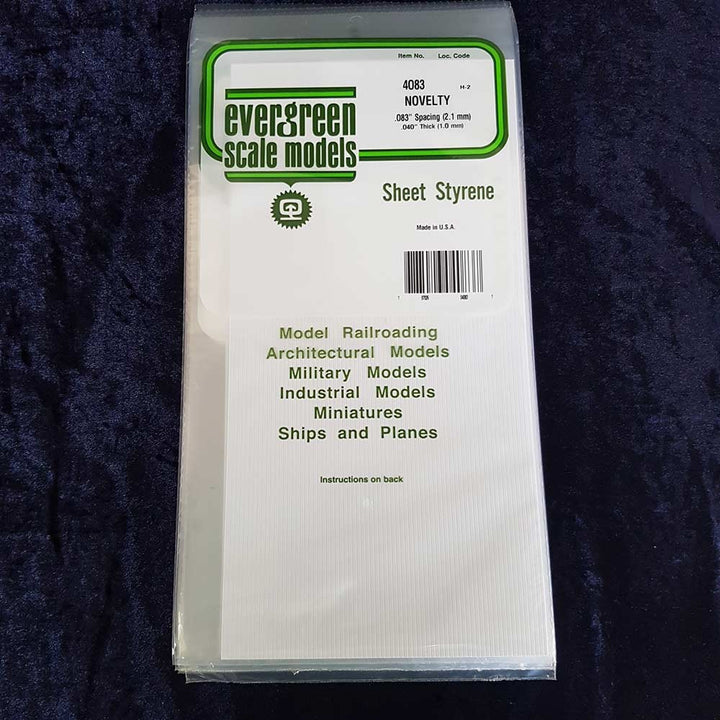 Item No. Loc. Code
4083 H-2
NOVELTY
.083" Spacing (2.1 mm)
.040" Thick (1.0 mm)
evergreen
scale models
Sheet Styrene
Made in U.S.A.
Model Railroading
Architectural Models
Military Models
Industrial Models
Miniatures
Ships and Planes
Instructions on back